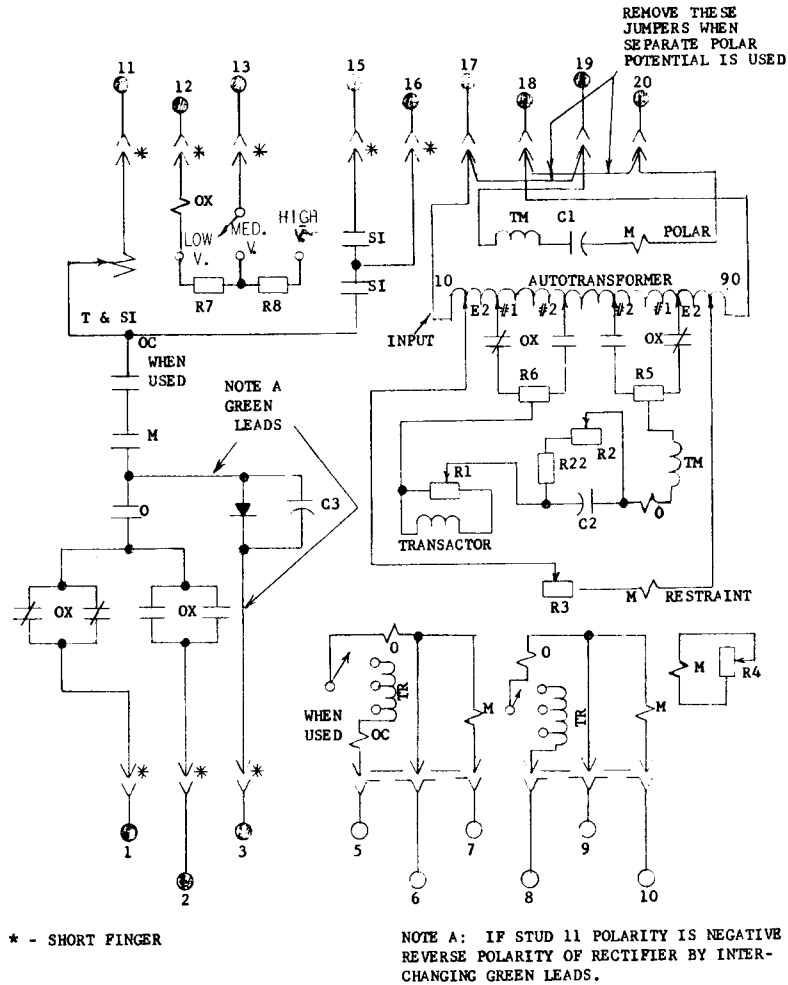 REMOVE THESE
JUMPERS WHEN
SEPARATE POLAR
POTENTIAL IS USED
11
12
13
15
16
17
18
19
20
*
*
*
*
*
OX
LOW
V.
MED.
V.
HIGH
V.
R7
R8
SI
SI
TM
C1
M
POLAR
10
AUTOTRANSFORMER
90
E2
#1
#2
#2
#1
E2
INPUT
OX
OX
R6
R5
T & SI
OC
WHEN
USED
M
NOTE A
GREEN
LEADS
O
C3
R1
R22
R2
TM
C2
O
TRANSACTOR
R3
M
RESTRAINT
OX
OX
O
TR
WHEN
USED
OC
M
O
TR
M
M
R4
*
*
*
1
2
3
5
6
7
8
9
10
* - SHORT FINGER
NOTE A: IF STUD 11 POLARITY IS NEGATIVE
REVERSE POLARITY OF RECTIFIER BY INTER-
CHANGING GREEN LEADS.